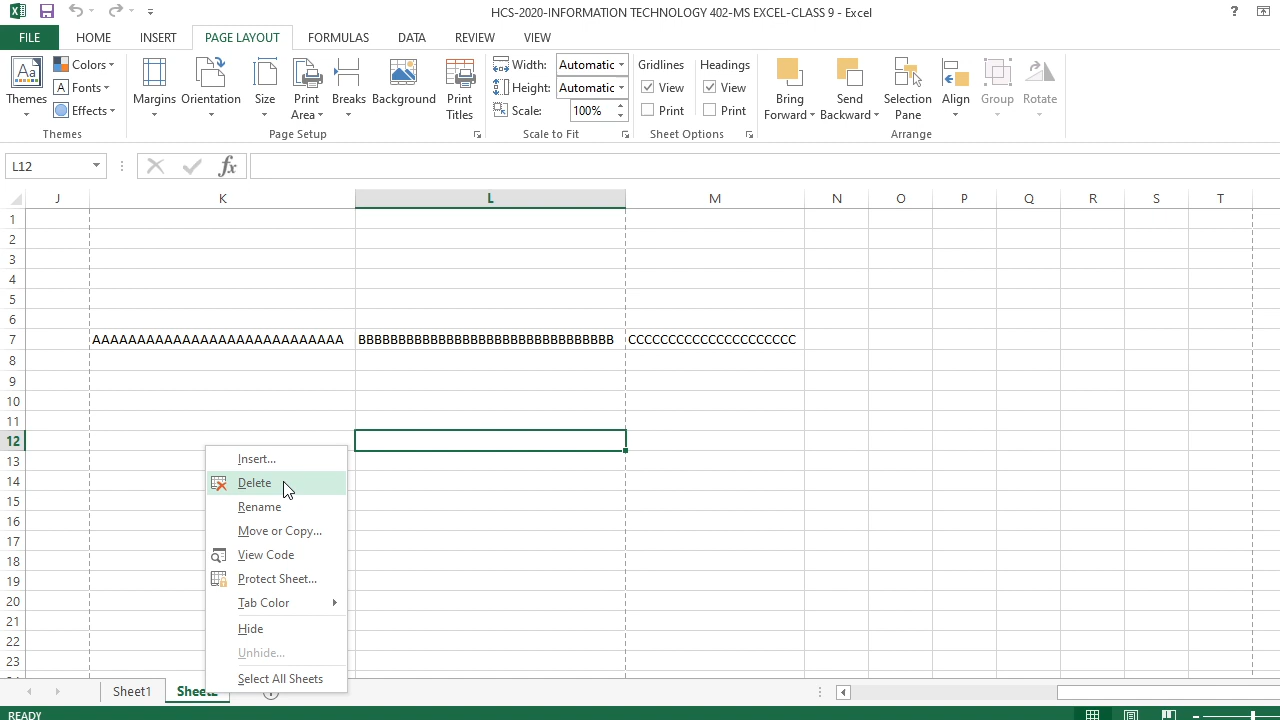 HCS-2020-INFORMATION TECHNOLOGY 402-MS EXCEL-CLASS 9 - Excel ?
FILE HOME INSERT PAGE LAYOUT FORMULAS DATA REVIEW VIEW
Aa Themes Colors Fonts Effects
Margins Orientation Size Print Area Breaks Background Print Titles
Width: Automatic
Height: Automatic
Scale: 100%
Gridlines Headings
View View
Print Print
Bring Forward Send Backward Selection Pane Align Group Rotate
Themes Page Setup Scale to Fit Sheet Options Arrange
L12 fx
J K L M N O P Q R S T
1
2
3
4
5
6
7 AAAAAAAAAAAAAAAAAAAAAAAAAAAA BBBBBBBBBBBBBBBBBBBBBBBBBBBBBBBB CCCCCCCCCCCCCCCCCCCCC
8
9
10
11
12
13
14
15
16
17
18
19
20
21
22
23
Insert...
Delete
Rename
Move or Copy...
View Code
Protect Sheet...
Tab Color
Hide
Unhide...
Select All Sheets
Sheet1 Sheet2
READY